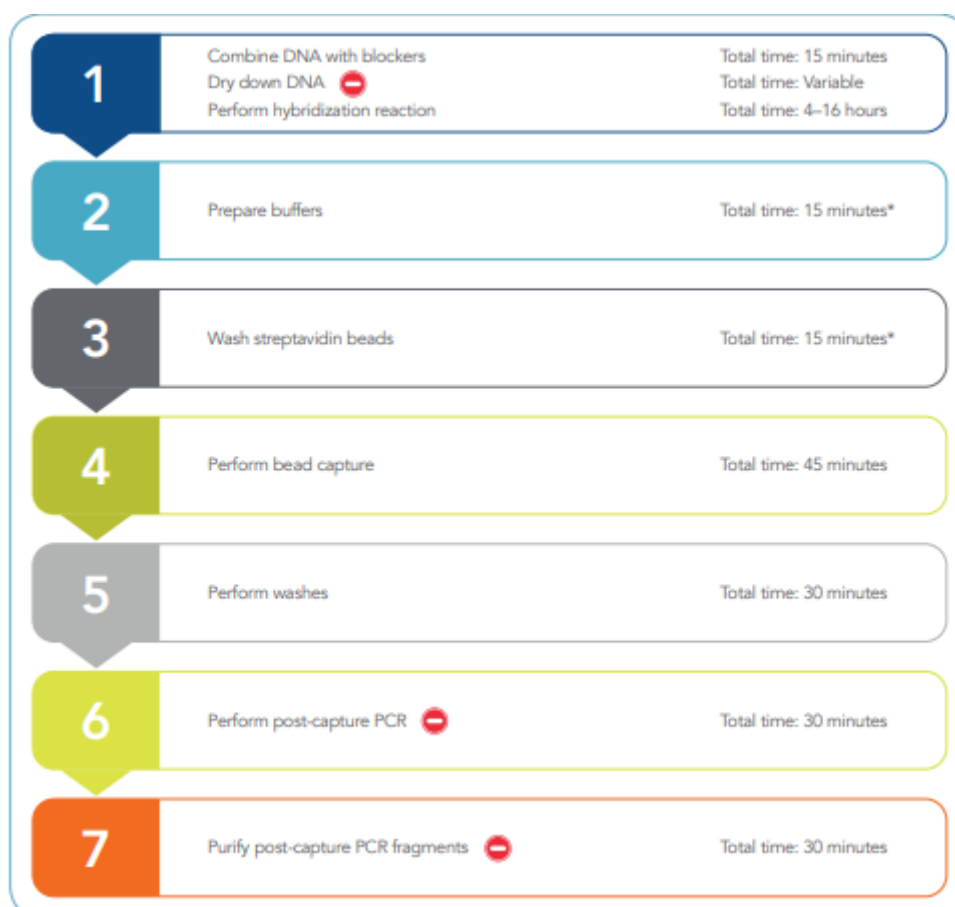 1
Combine DNA with blockers Total time: 15 minutes
Dry down DNA Total time: Variable
Perform hybridization reaction Total time: 4–16 hours
2
Prepare buffers Total time: 15 minutes*
3
Wash streptavidin beads Total time: 15 minutes*
4
Perform bead capture Total time: 45 minutes
5
Perform washes Total time: 30 minutes
6
Perform post-capture PCR Total time: 30 minutes
7
Purify post-capture PCR fragments Total time: 30 minutes